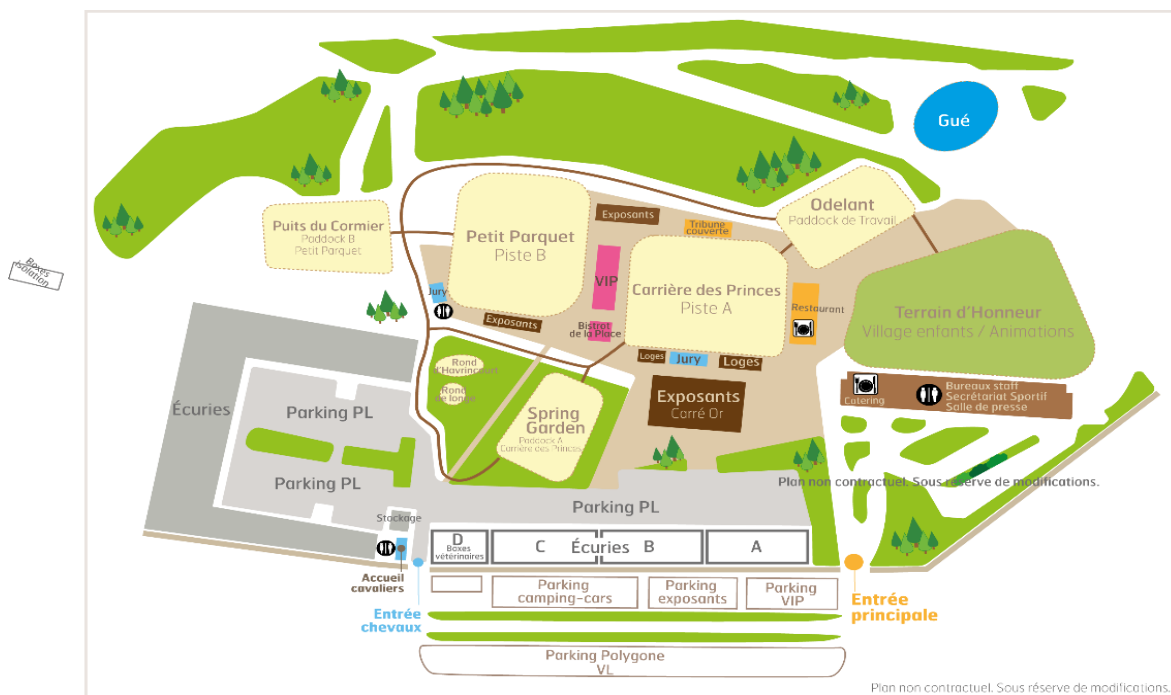 Gué
Odelant
Paddock de Travail
Exposants
Tribune
couverte
Puits du Cormier
Paddock B
Petit Parquet
Petit Parquet
Piste B
Boxes
isolation
VIP
Carrière des Princes
Piste A
Jury
Restaurant
Terrain d'Honneur
Village enfants / Animations
Exposants
Bistrot
de la Place
Loges
Jury
Loges
Rond
d'Havrincourt
Rond
de longe
Exposants
Carré Or
Catering
Bureaux staff
Secrétariat Sportif
Salle de presse
Écuries
Parking PL
Spring
Garden
Paddock A
Carrière des Princes
Parking PL
Plan non contractuel. Sous réserve de modifications.
Parking PL
Stockage
D
Boxes
vétérinaires
C
Écuries
B
A
Accueil
cavaliers
Parking
camping-cars
Parking
exposants
Parking
VIP
Entrée
principale
Entrée
chevaux
Parking Polygone
VL
Plan non contractuel. Sous réserve de modifications.